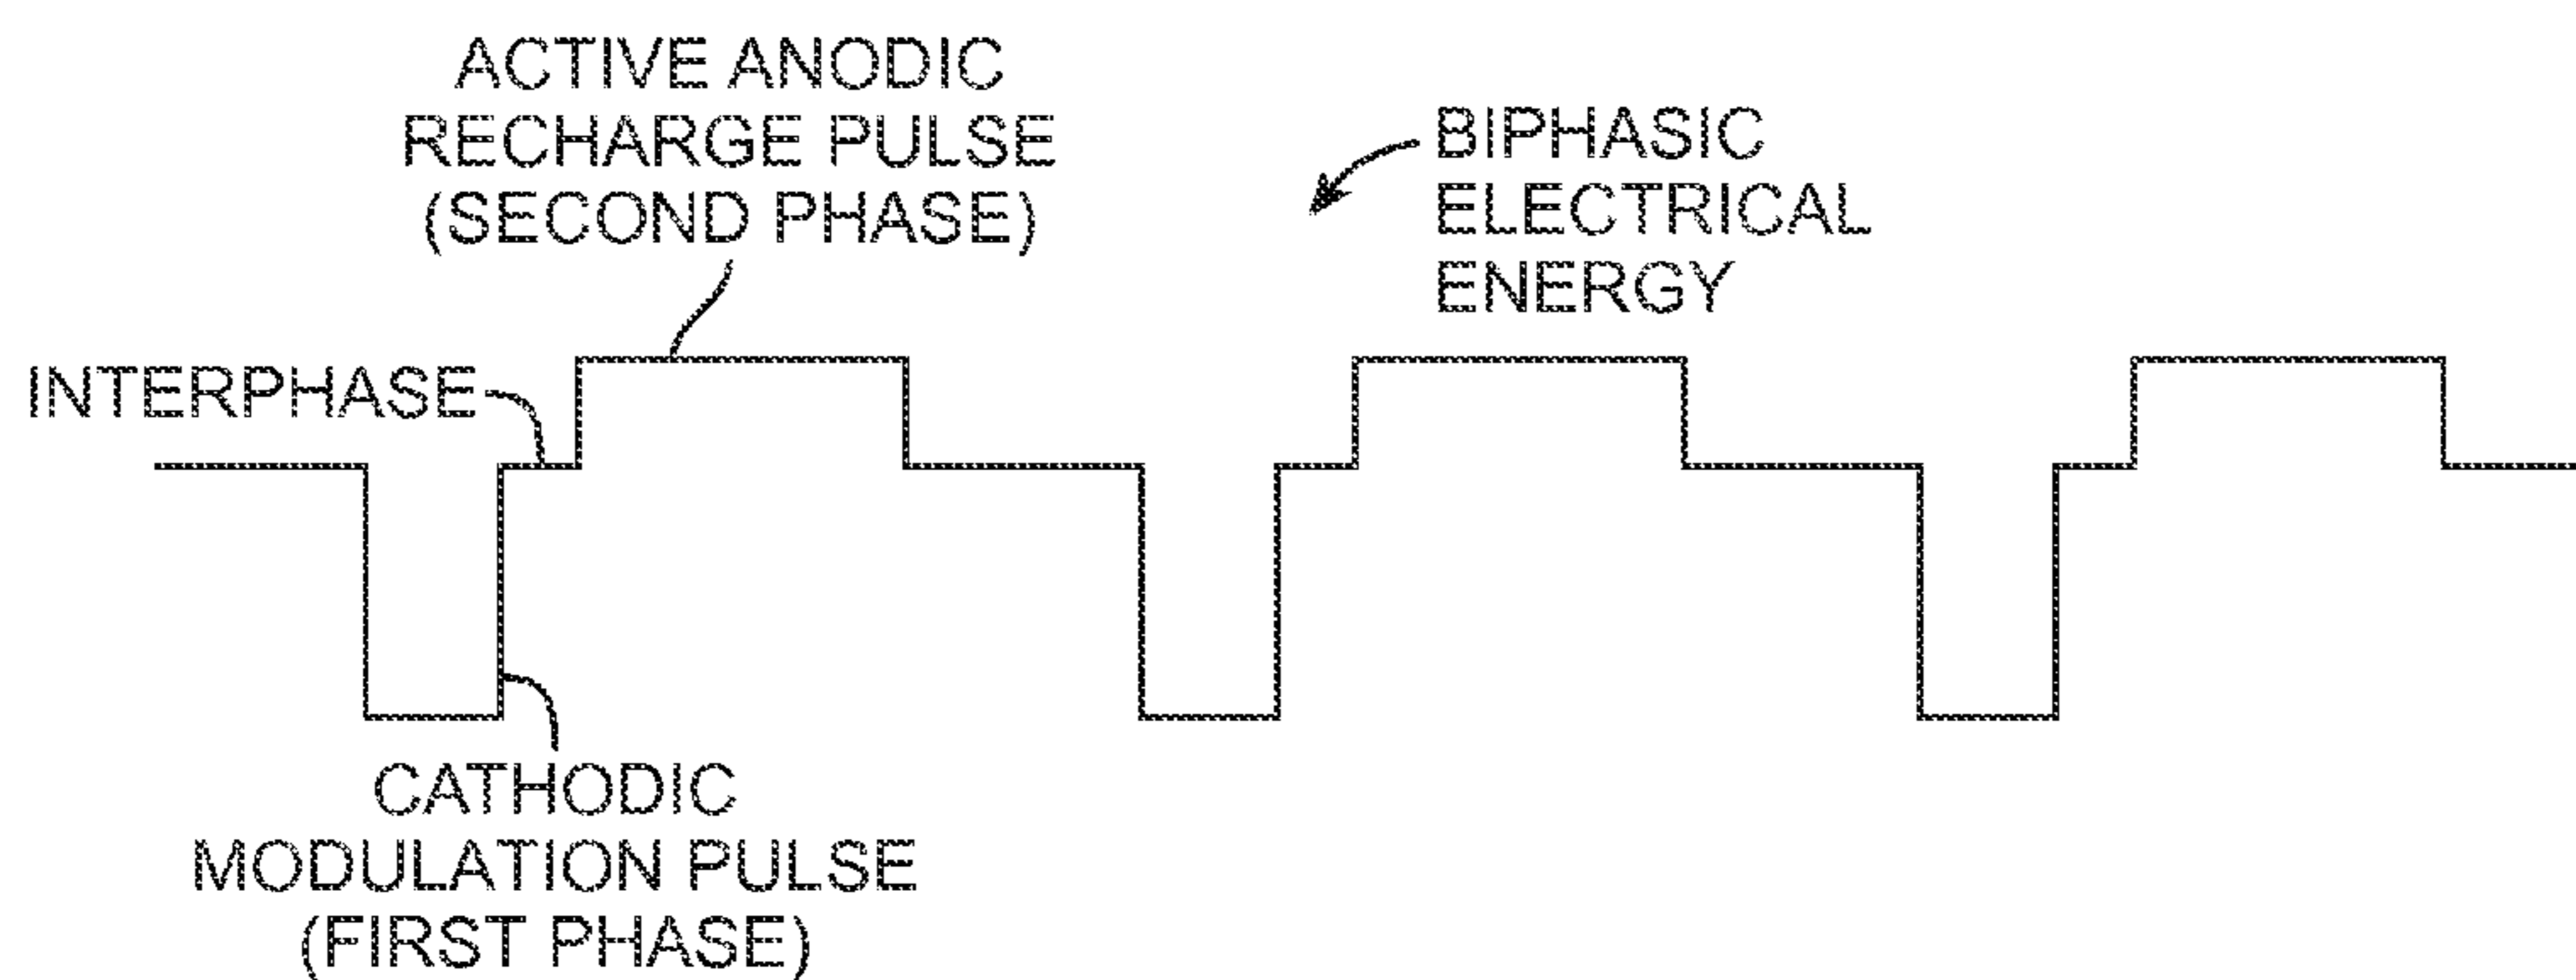 ACTIVE ANODIC
RECHARGE PULSE
(SECOND PHASE)
BIPHASIC
ELECTRICAL
ENERGY
INTERPHASE
CATHODIC
MODULATION PULSE
(FIRST PHASE)